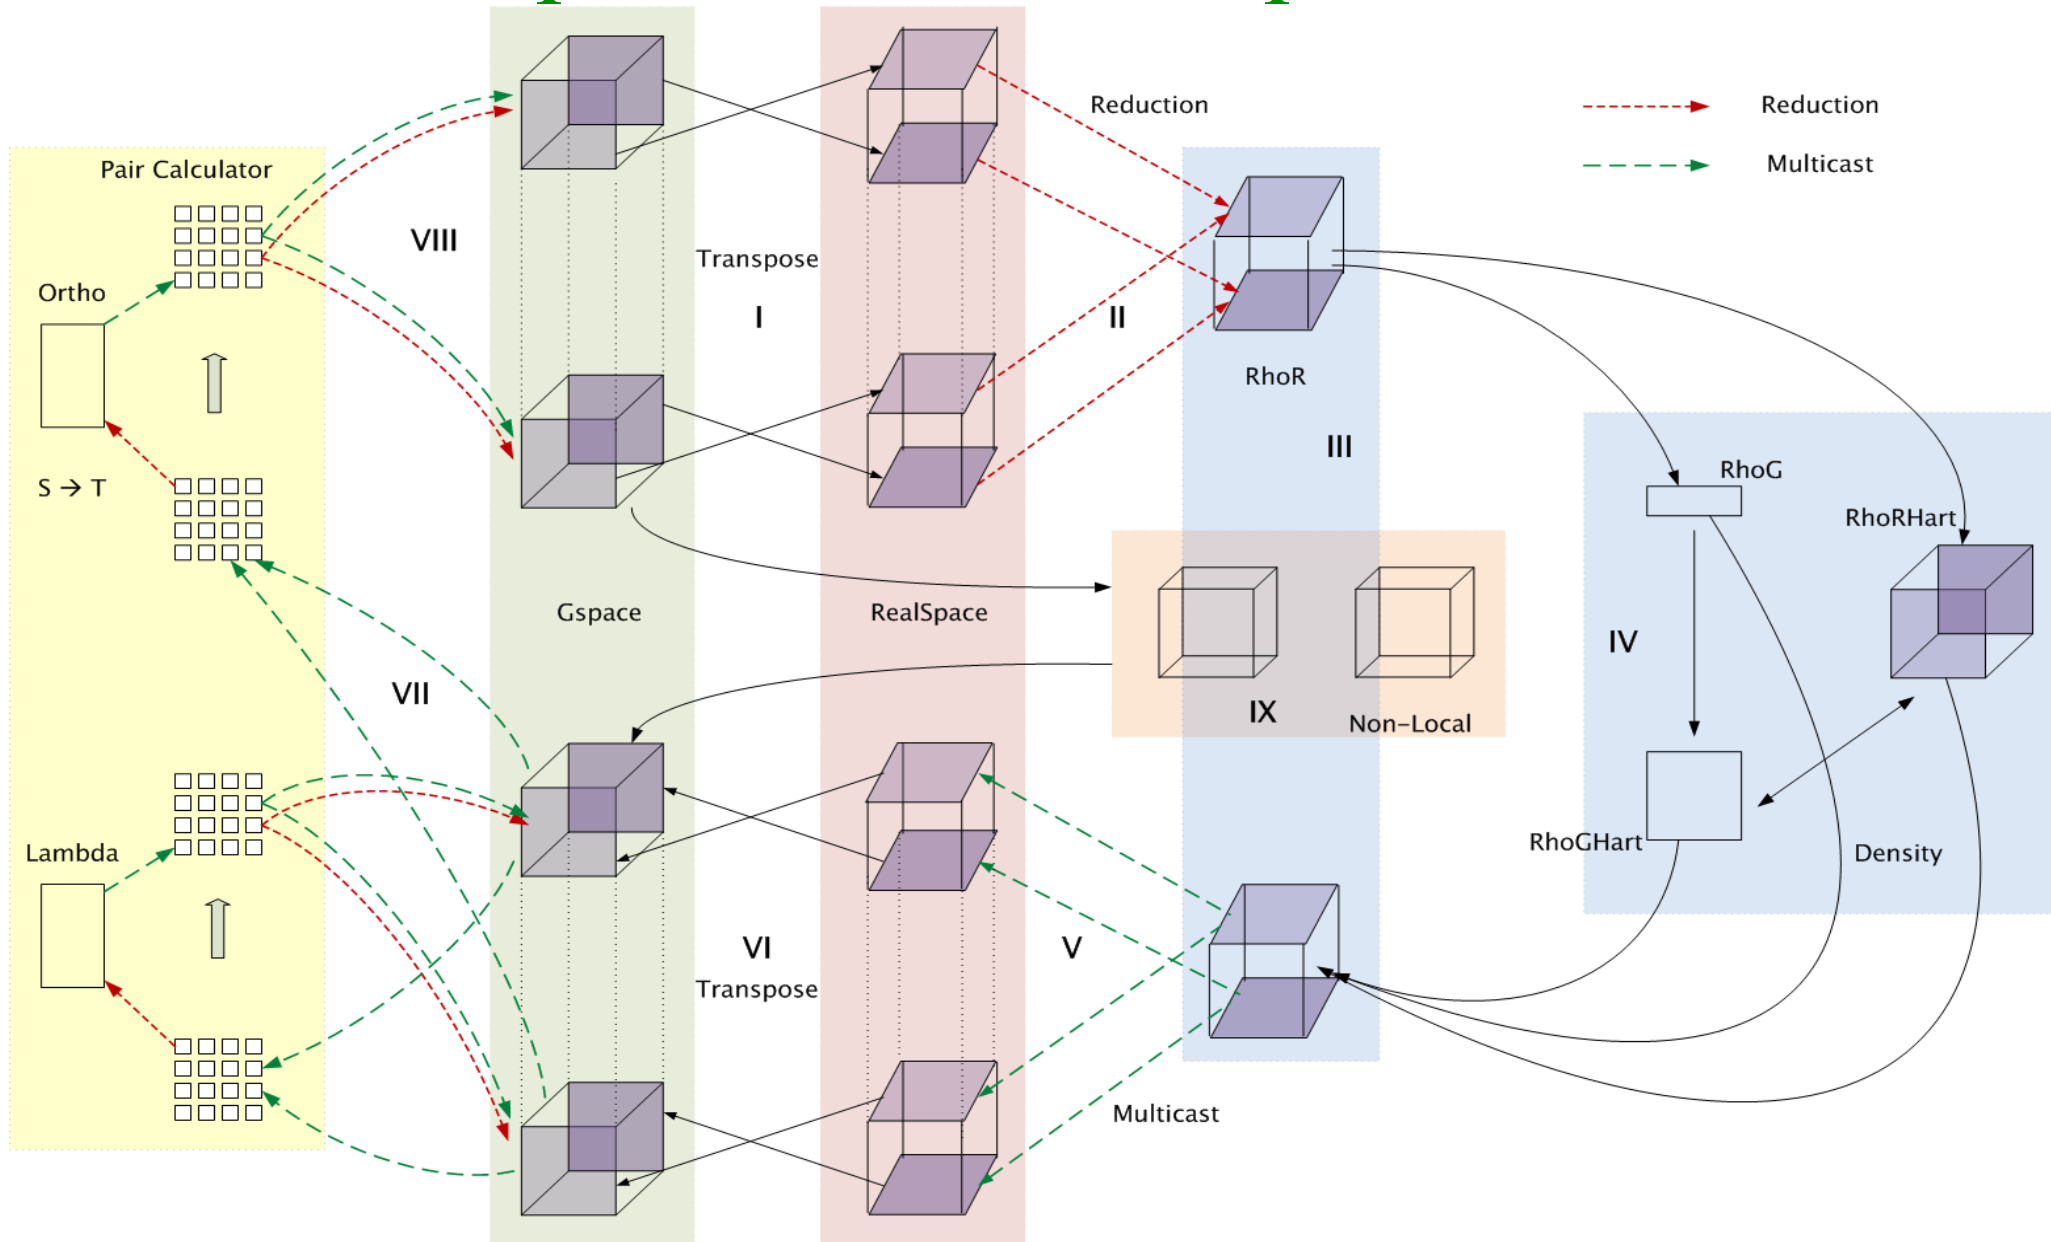 Reduction
Reduction
Multicast
Pair Calculator
VIII
Transpose
I
II
Ortho
RhoR
III
S → T
RhoG
RhoRHart
Gspace
RealSpace
IV
VII
IX
Non-Local
Lambda
RhoGHart
Density
VI
V
Transpose
Multicast